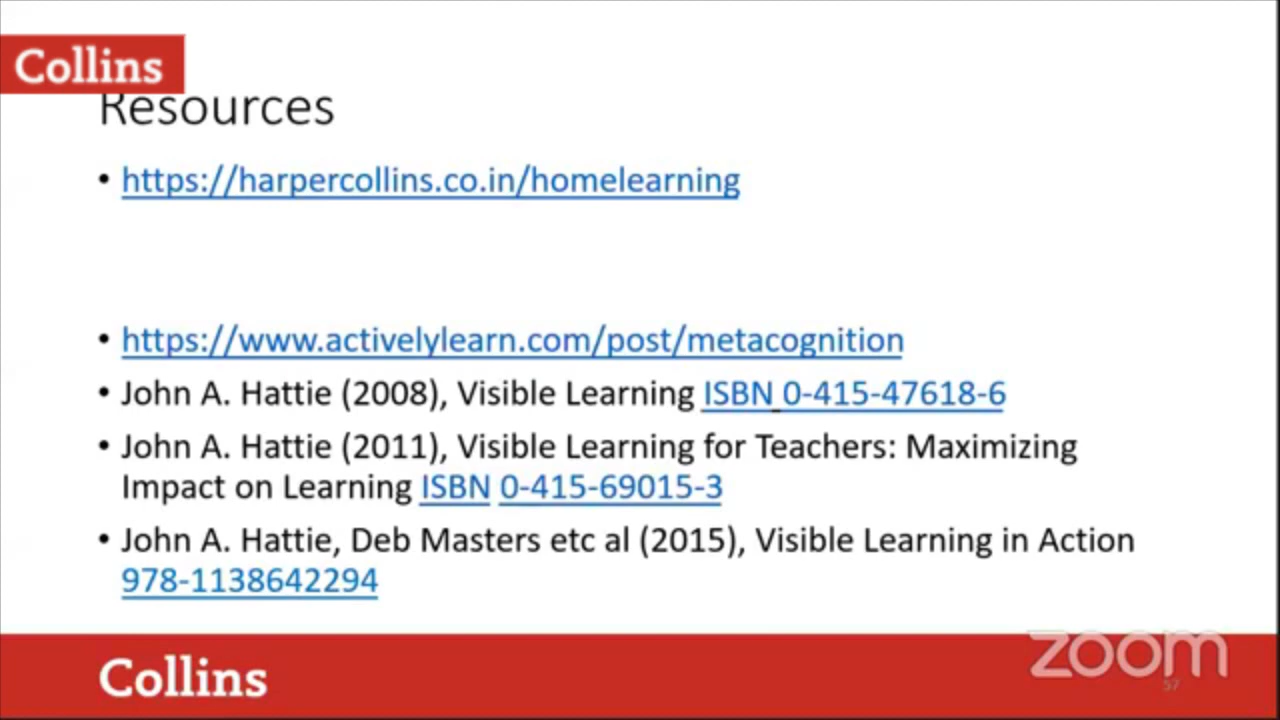 Collins
Resources
• https://harpercollins.co.in/homelearning
• https://www.activelylearn.com/post/metacognition
• John A. Hattie (2008), Visible Learning ISBN 0-415-47618-6
• John A. Hattie (2011), Visible Learning for Teachers: Maximizing
Impact on Learning ISBN 0-415-69015-3
• John A. Hattie, Deb Masters etc al (2015), Visible Learning in Action
978-1138642294
Collins
zoom
57